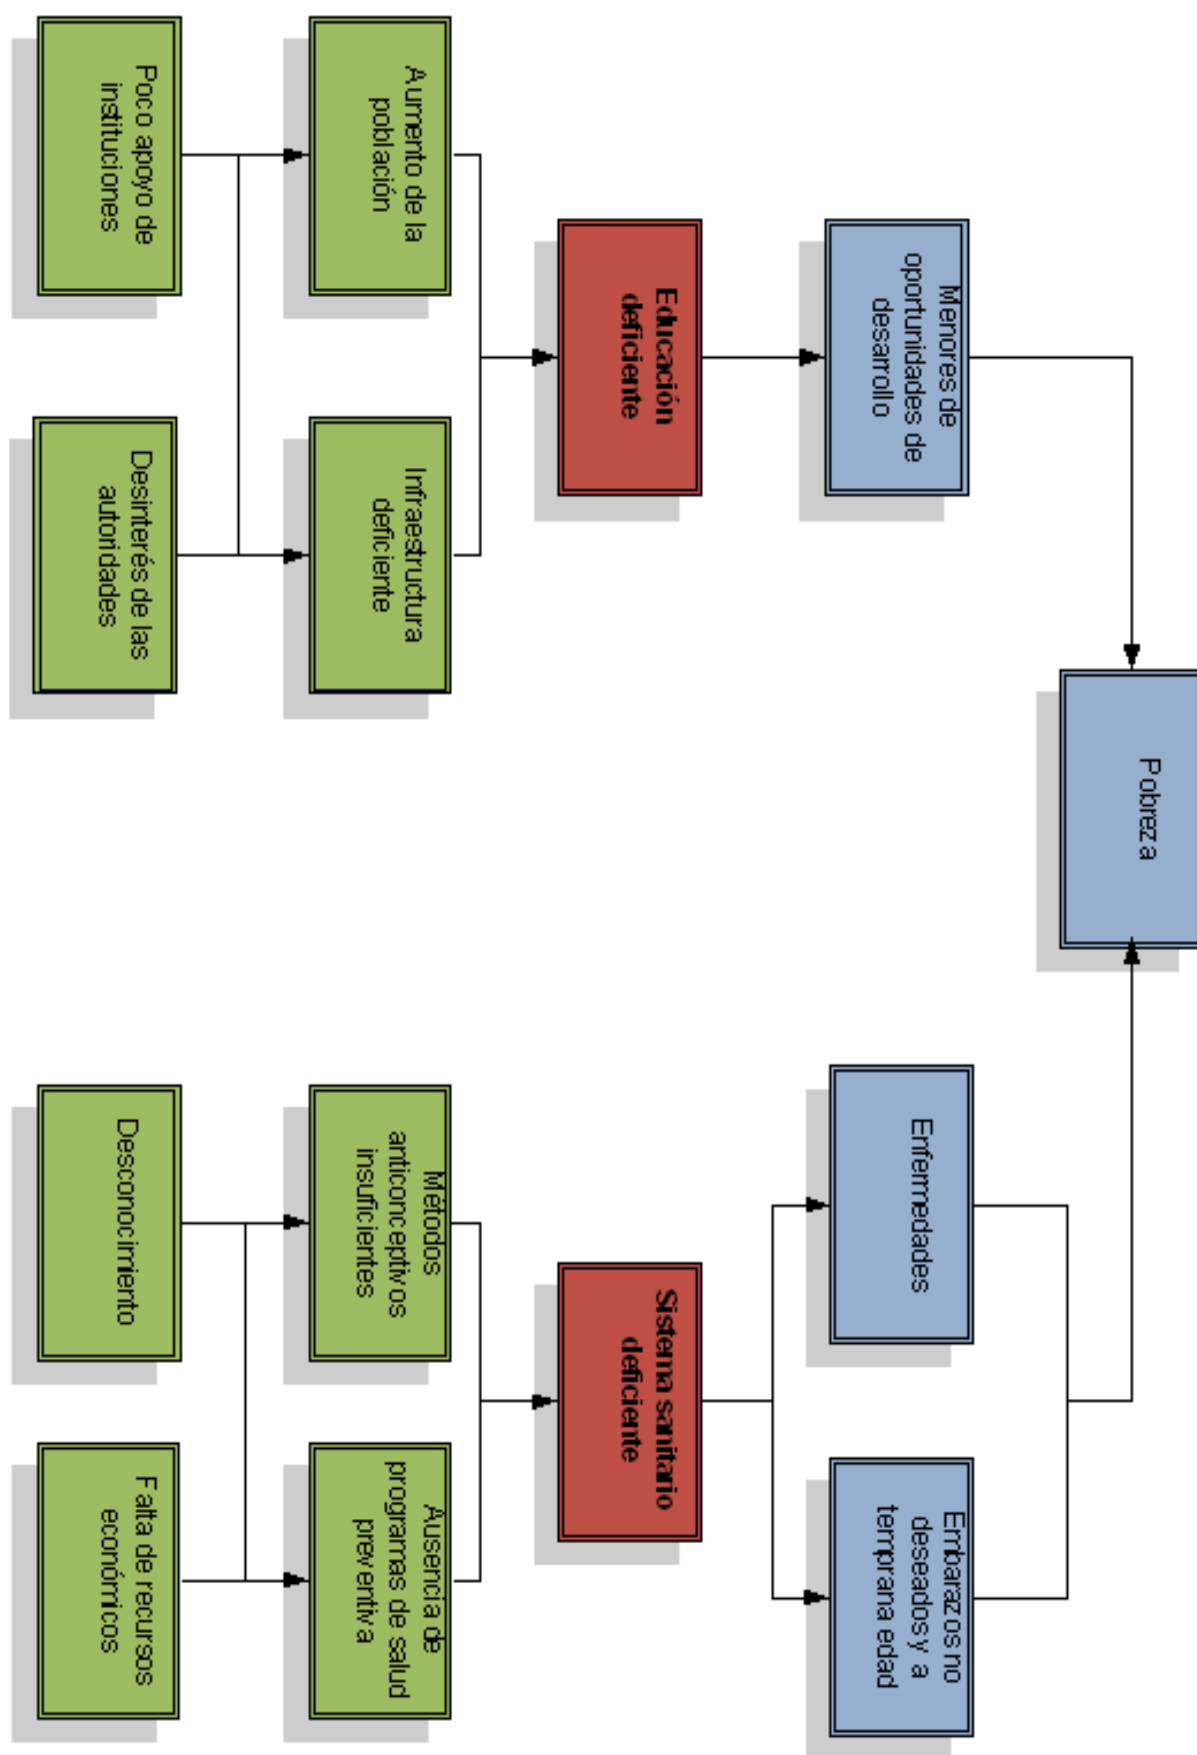 Pobreza
Menores de
oportunidades de
desarrollo
Enfermedades
Embarazos no
deseados y a
temprana edad
Educación
deficiente
Sistema sanitario
deficiente
Aumento de la
población
Infraestructura
deficiente
Métodos
anticonceptivos
insuficientes
Ausencia de
programas de salud
preventiva
Poco apoyo de
instituciones
Desinterés de las
autoridades
Desconocimiento
Falta de recursos
económicos